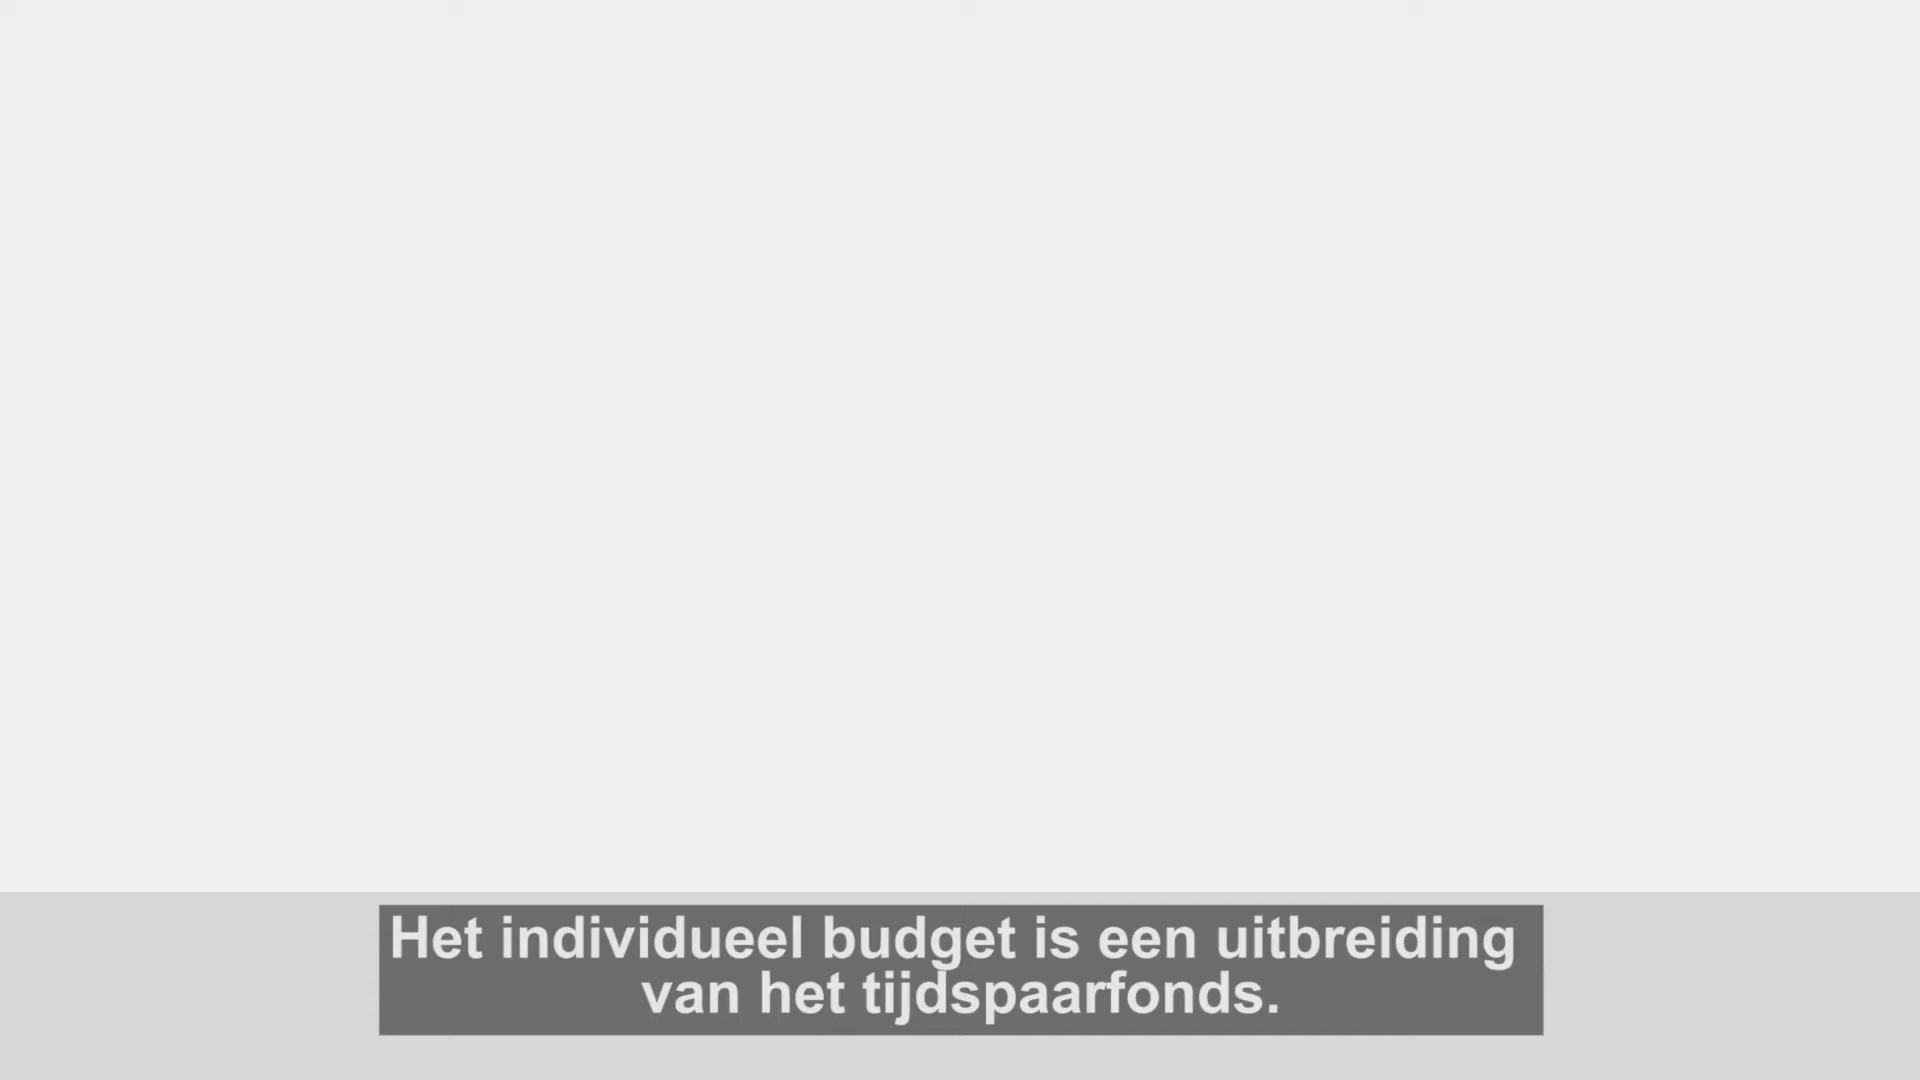 Het individueel budget is een uitbreiding
van het tijdspaarfonds.